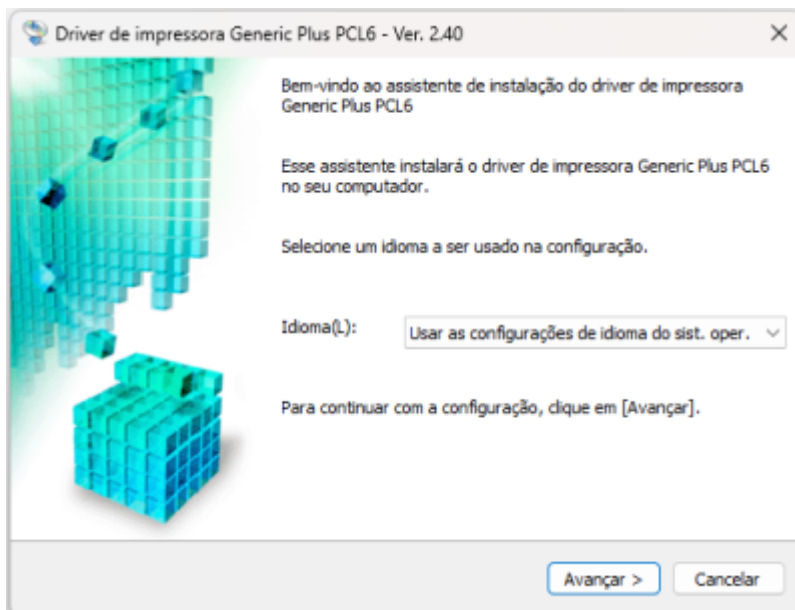 Driver de impressora Generic Plus PCL6 - Ver. 2.40
Bem-vindo ao assistente de instalação do driver de impressora
Generic Plus PCL6
Esse assistente instalará o driver de impressora Generic Plus PCL6
no seu computador.
Selecione um idioma a ser usado na configuração.
Idioma(L):
Usar as configurações de idioma do sist. oper.
Para continuar com a configuração, clique em [Avançar].
Avançar >
Cancelar